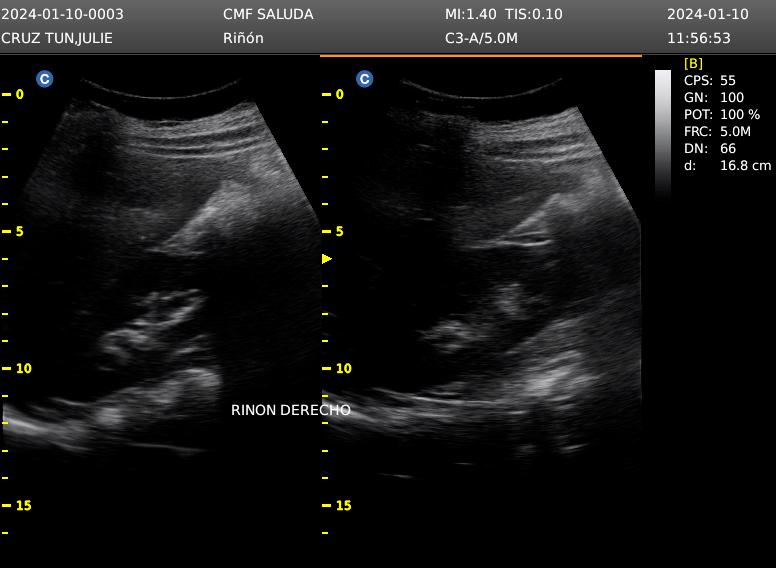 2024-01-10-0003 CMF SALUDA MI:1.40 TIS:0.10 2024-01-10
CRUZ TUN,JULIE Riñón C3-A/5.0M 11:56:53
[B]
CPS: 55
GN: 100
POT: 100 %
FRC: 5.0M
DN: 66
d: 16.8 cm
C
0
5
10
15
C
0
5
10
15
RINON DERECHO